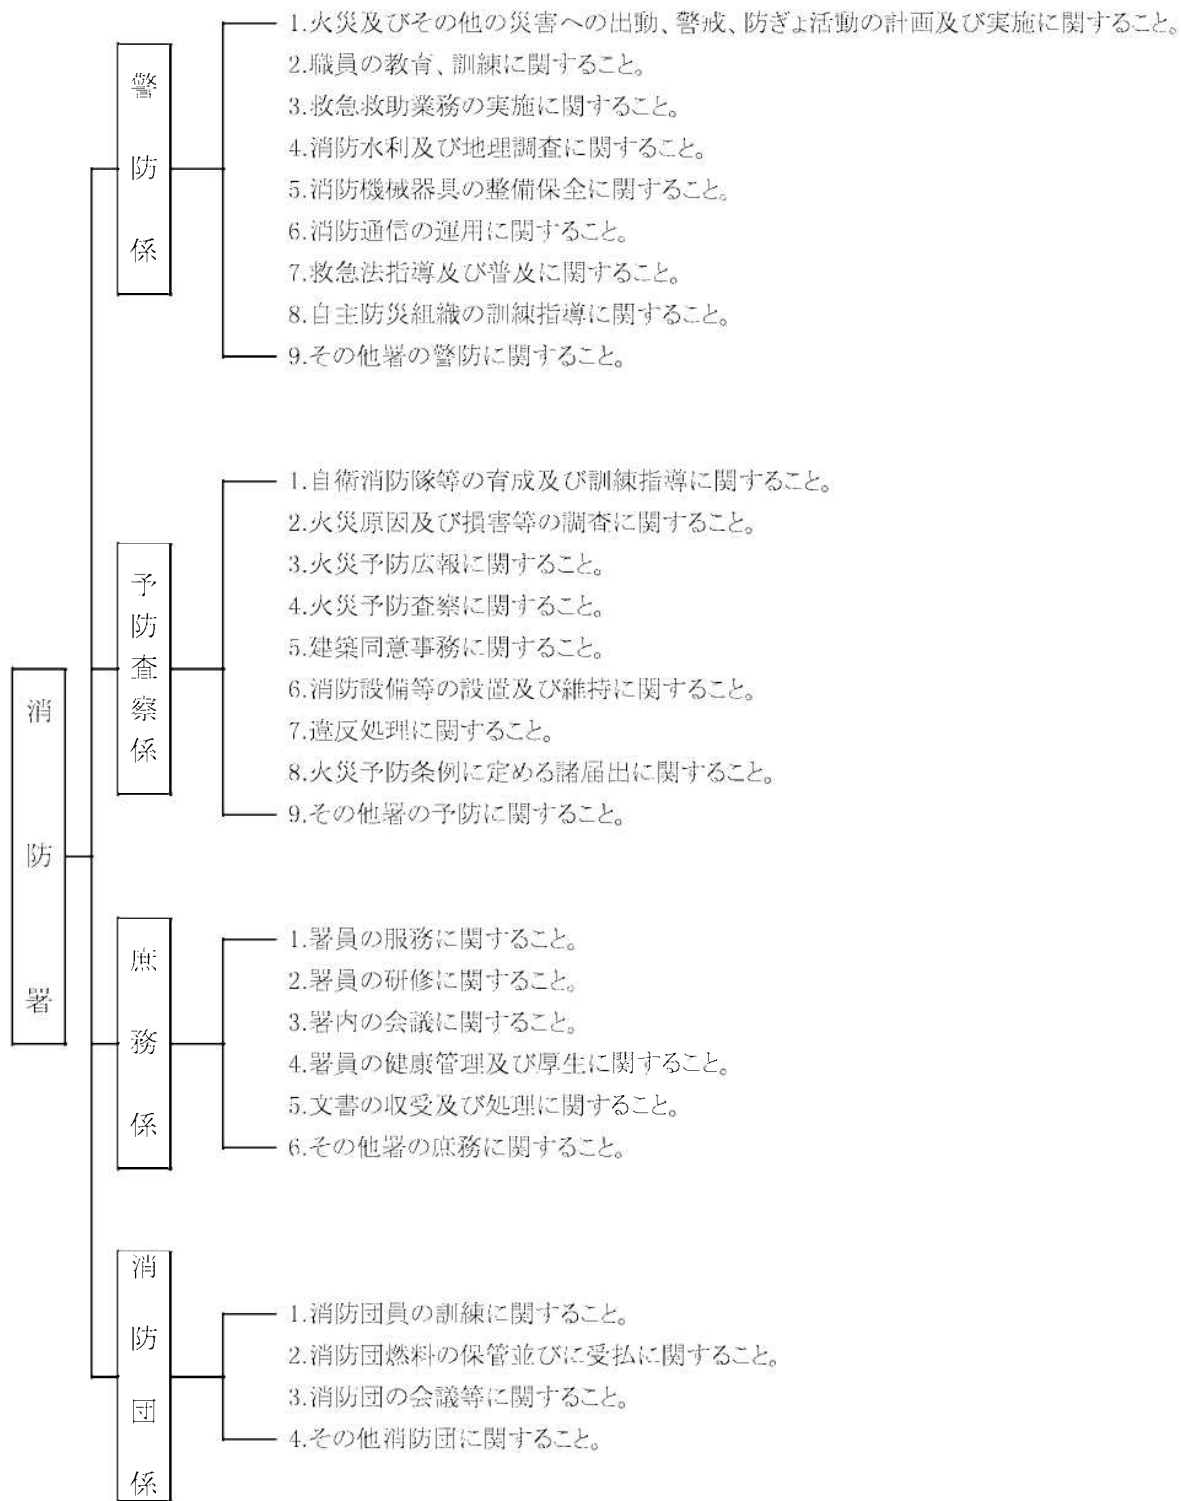 消防署
警防係
1.火災及びその他の災害への出動、警戒、防ぎょ活動の計画及び実施に関すること。
2.職員の教育、訓練に関すること。
3.救急救助業務の実施に関すること。
4.消防水利及び地理調査に関すること。
5.消防機械器具の整備保全に関すること。
6.消防通信の運用に関すること。
7.救急法指導及び普及に関すること。
8.自主防災組織の訓練指導に関すること。
9.その他署の警防に関すること。
予防査察係
1.自衛消防隊等の育成及び訓練指導に関すること。
2.火災原因及び損害等の調査に関すること。
3.火災予防広報に関すること。
4.火災予防査察に関すること。
5.建築同意事務に関すること。
6.消防設備等の設置及び維持に関すること。
7.違反処理に関すること。
8.火災予防条例に定める諸届出に関すること。
9.その他署の予防に関すること。
庶務係
1.署員の服務に関すること。
2.署員の研修に関すること。
3.署内の会議に関すること。
4.署員の健康管理及び厚生に関すること。
5.文書の収受及び処理に関すること。
6.その他署の庶務に関すること。
消防団係
1.消防団員の訓練に関すること。
2.消防団燃料の保管並びに受払に関すること。
3.消防団の会議等に関すること。
4.その他消防団に関すること。